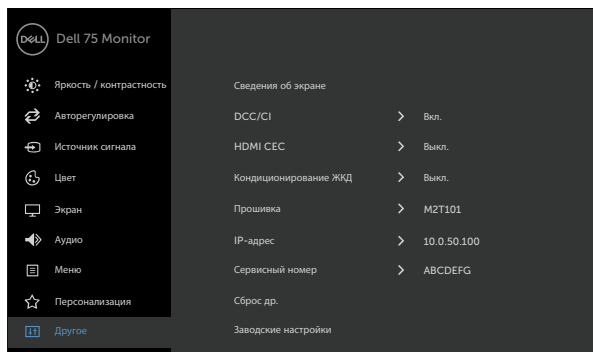 DELL Dell 75 Monitor
Яркость / контрастность
Сведения об экране
Авторегулировка
DCC/CI > Вкл.
Источник сигнала
HDMI CEC > Выкл.
Цвет
Кондиционирование ЖКД > Выкл.
Экран
Прошивка > M2T101
Аудио
IP-адрес > 10.0.50.100
Меню
Сервисный номер > ABCDEFG
Персонализация
Сброс др.
Другое
Заводские настройки